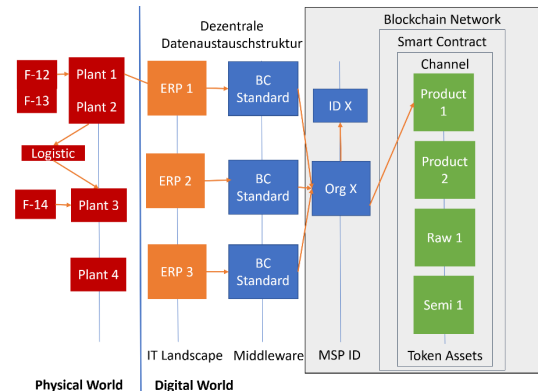 Blockchain Network
Dezentrale
Datenaustauschstruktur
Smart Contract
Channel
F-12
F-13
Plant 1
Plant 2
ERP 1
BC
Standard
ID X
Product
1
Logistic
ERP 2
BC
Standard
Org X
Product
2
F-14
Plant 3
Raw 1
Plant 4
ERP 3
BC
Standard
Semi 1
IT Landscape
Middleware
MSP ID
Token Assets
Physical World
Digital World